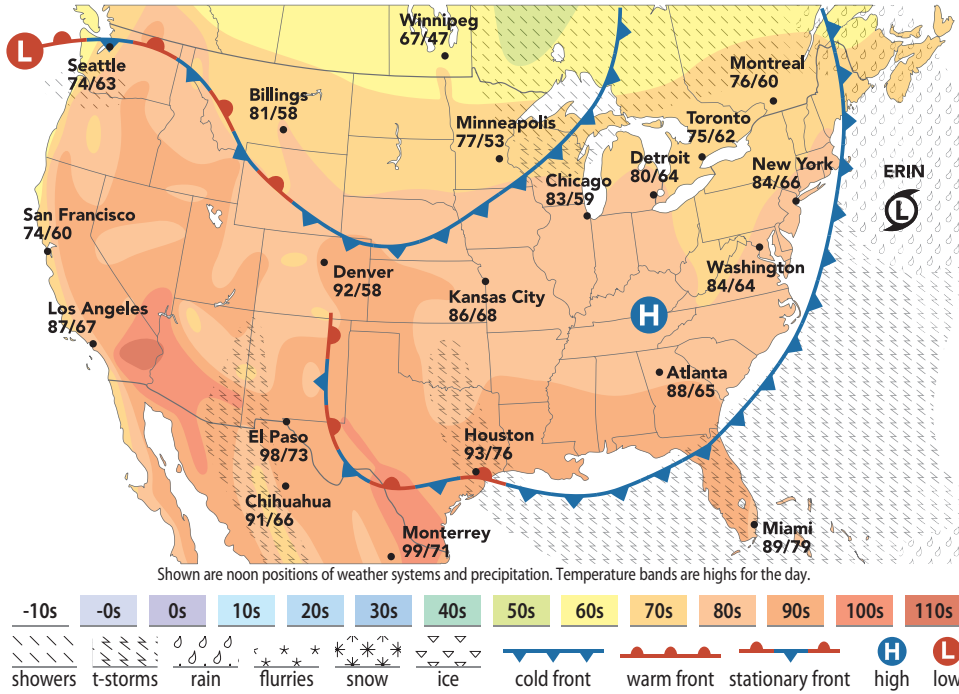 Winnipeg
67/47
L
Seattle
74/63
Montreal
76/60
Billings
81/58
Minneapolis
77/53
Toronto
75/62
Detroit
80/64
New York
84/66
Chicago
83/59
ERIN
L
San Francisco
74/60
Denver
92/58
Washington
84/64
Kansas City
86/68
Los Angeles
87/67
H
Atlanta
88/65
El Paso
98/73
Houston
93/76
Chihuahua
91/66
Monterrey
99/71
Miami
89/79
Shown are noon positions of weather systems and precipitation. Temperature bands are highs for the day.
-10s -0s 0s 10s 20s 30s 40s 50s 60s 70s 80s 90s 100s 110s
H L
showers t-storms rain flurries snow ice cold front warm front stationary front high low